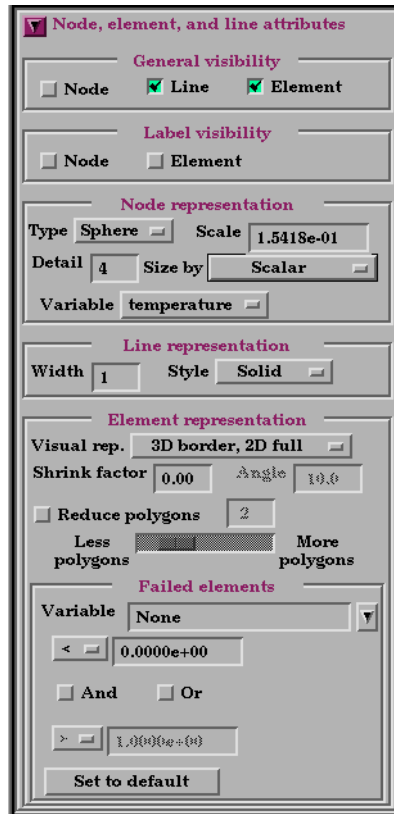 Node, element, and line attributes
General visibility
Node Line Element
Label visibility
Node Element
Node representation
Type Sphere Scale 1.5418e-01
Detail 4 Size by Scalar
Variable temperature
Line representation
Width 1 Style Solid
Element representation
Visual rep. 3D border, 2D full
Shrink factor 0.00 Angle 10.0
Reduce polygons 2
Less polygons More polygons
Failed elements
Variable None
< 0.0000e+00
And Or
> 1.0000e+00
Set to default